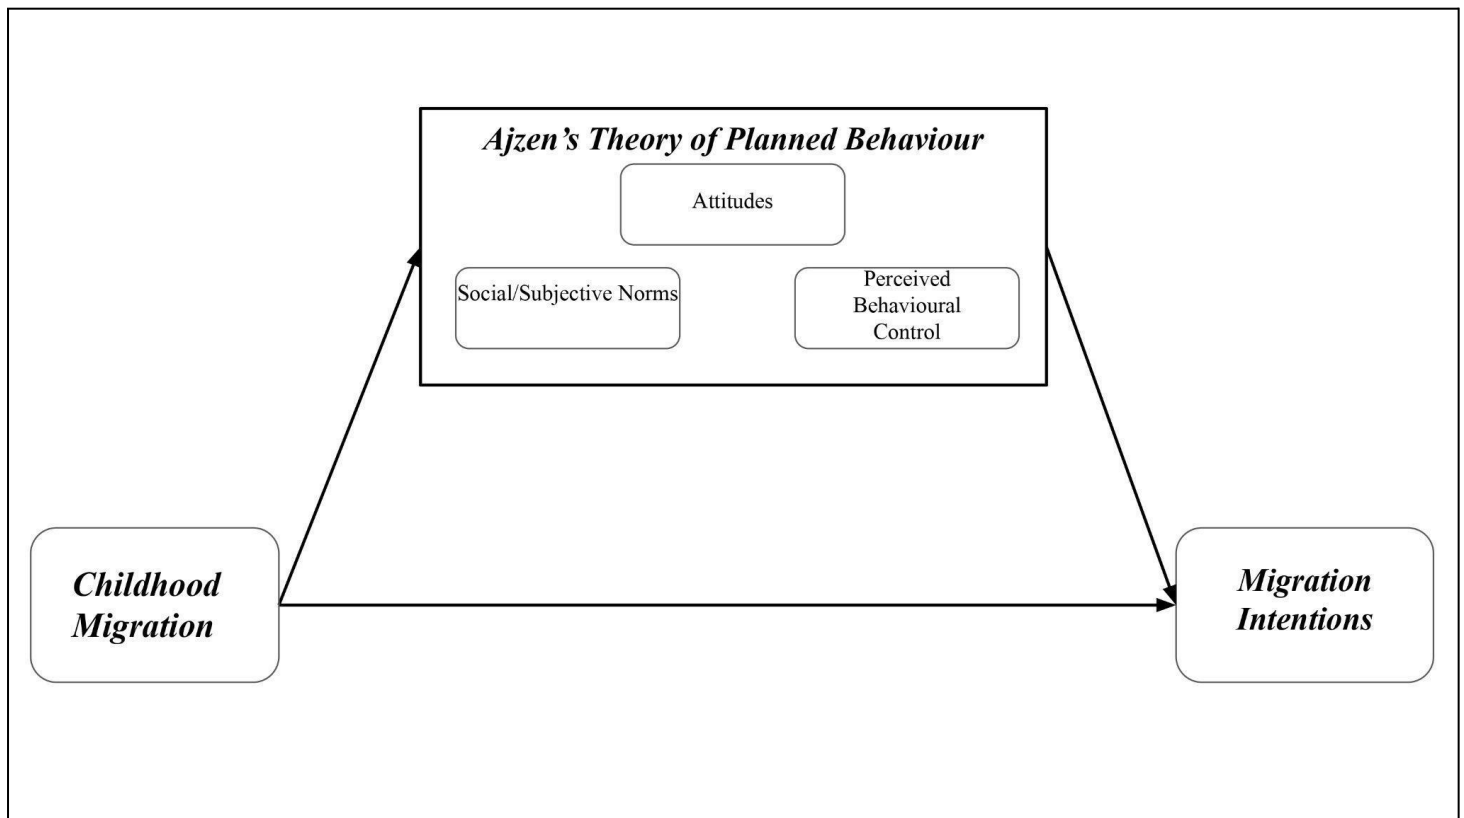 Ajzen’s Theory of Planned Behaviour
Attitudes
Social/Subjective Norms
Perceived
Behavioural
Control
Childhood
Migration
Migration
Intentions